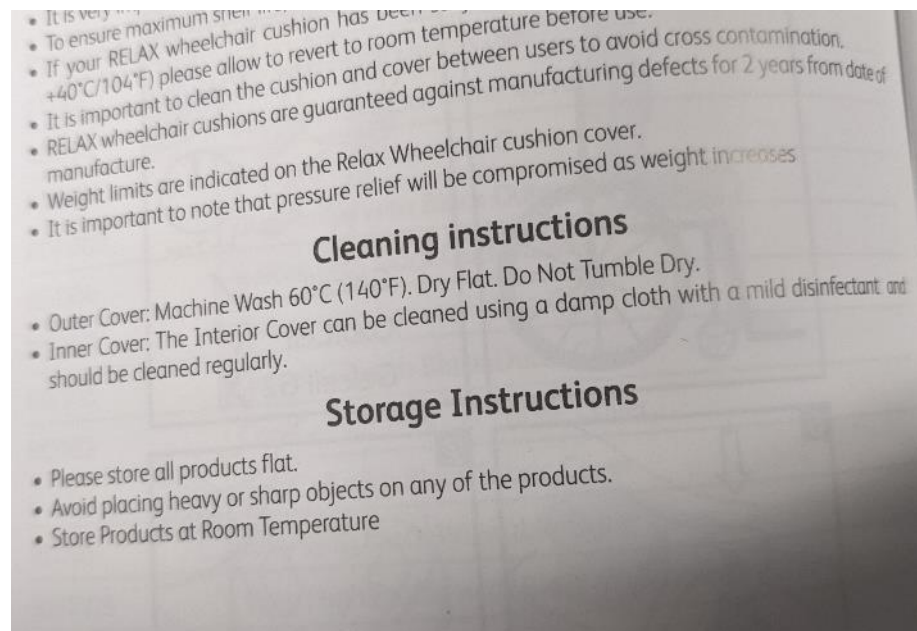 • It is very
• To ensure maximum shelf
• If your RELAX wheelchair cushion has been
+40°C/104°F) please allow to revert to room temperature before use.
• It is important to clean the cushion and cover between users to avoid cross contamination.
• RELAX wheelchair cushions are guaranteed against manufacturing defects for 2 years from date of
manufacture.
• Weight limits are indicated on the Relax Wheelchair cushion cover.
• It is important to note that pressure relief will be compromised as weight increases
Cleaning instructions
• Outer Cover: Machine Wash 60°C (140°F). Dry Flat. Do Not Tumble Dry.
• Inner Cover: The Interior Cover can be cleaned using a damp cloth with a mild disinfectant and
should be cleaned regularly.
Storage Instructions
• Please store all products flat.
• Avoid placing heavy or sharp objects on any of the products.
• Store Products at Room Temperature